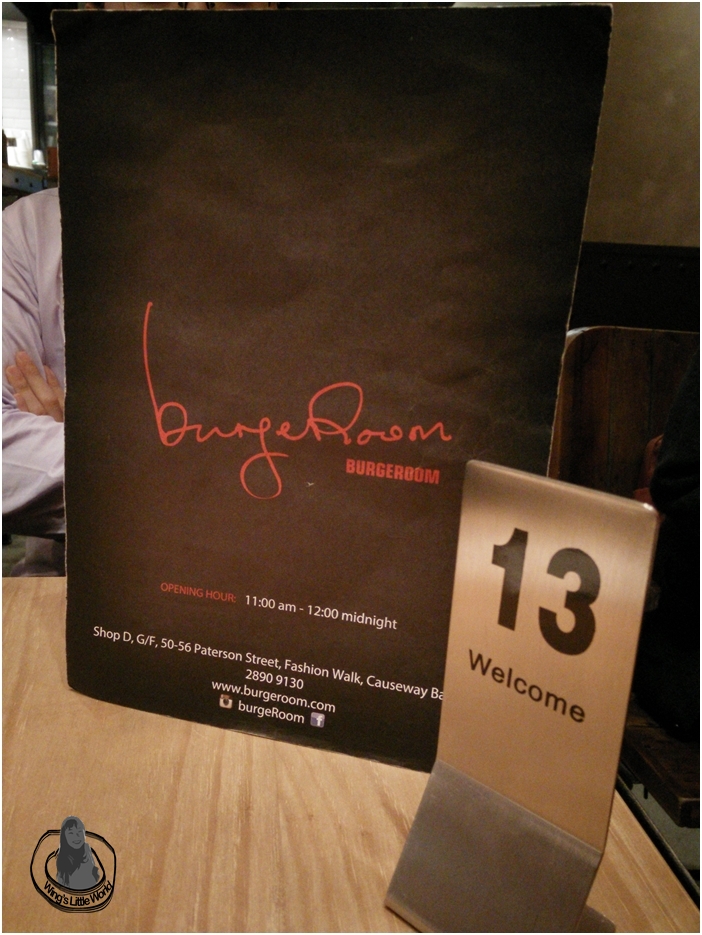 burgeRoom
BURGEROOM
OPENING HOUR: 11:00 am - 12:00 midnight
Shop D, G/F, 50-56 Paterson Street, Fashion Walk, Causeway Ba
2890 9130
www.burgeroom.com
burgeRoom f
13
Welcome
Wing's Little World